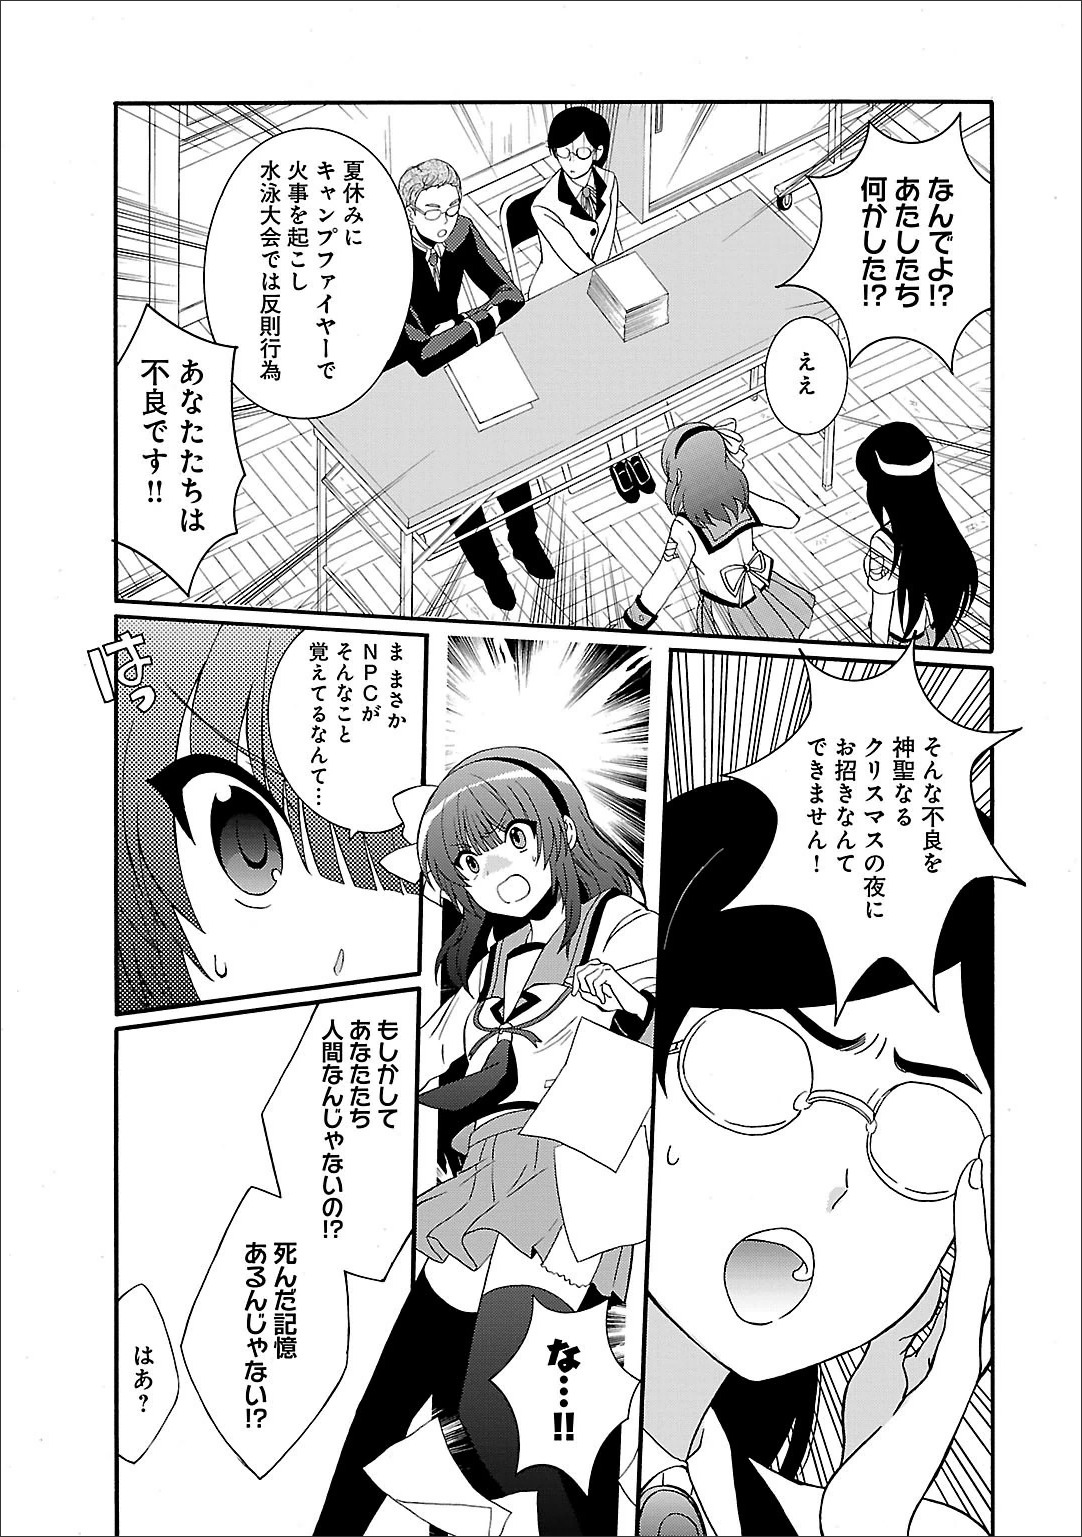 なんでよ!?
あたしたち
何かした!?
ええ
夏休みに
キャンプファイヤーで
火事を起こし
水泳大会では反則行為
あなたたちは
不良です!!
そんな不良を
神聖なる
クリスマスの夜に
お招きなんて
できません!
な…!!
ま まさか
NPCが
そんなこと
覚えてるなんて…
はっ
もしかして
あなたたち
人間なんじゃないの!?
死んだ記憶
あるんじゃない!?
はあ?